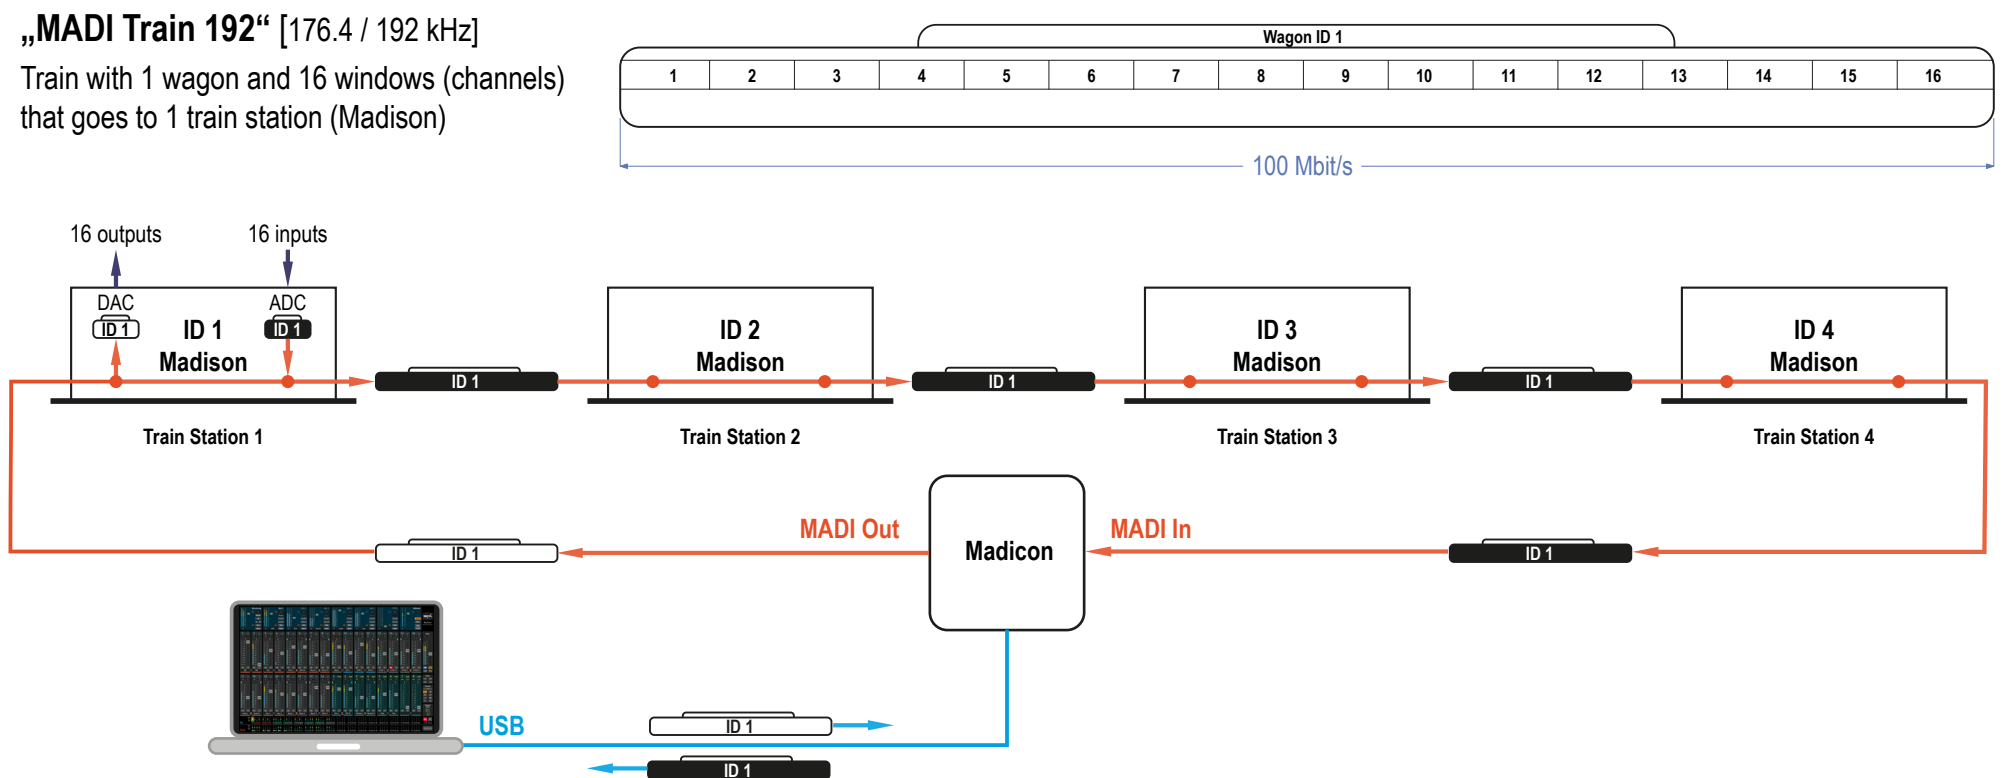 „MADI Train 192“ [176.4 / 192 kHz]
Train with 1 wagon and 16 windows (channels)
that goes to 1 train station (Madison)
Wagon ID 1
1 2 3 4 5 6 7 8 9 10 11 12 13 14 15 16
100 Mbit/s
16 outputs 16 inputs
DAC ADC
ID 1 ID 1
ID 1
Madison
ID 2
Madison
ID 3
Madison
ID 4
Madison
ID 1 ID 1 ID 1
Train Station 1 Train Station 2 Train Station 3 Train Station 4
MADI Out MADI In
ID 1 Madicon ID 1
USB
ID 1
ID 1